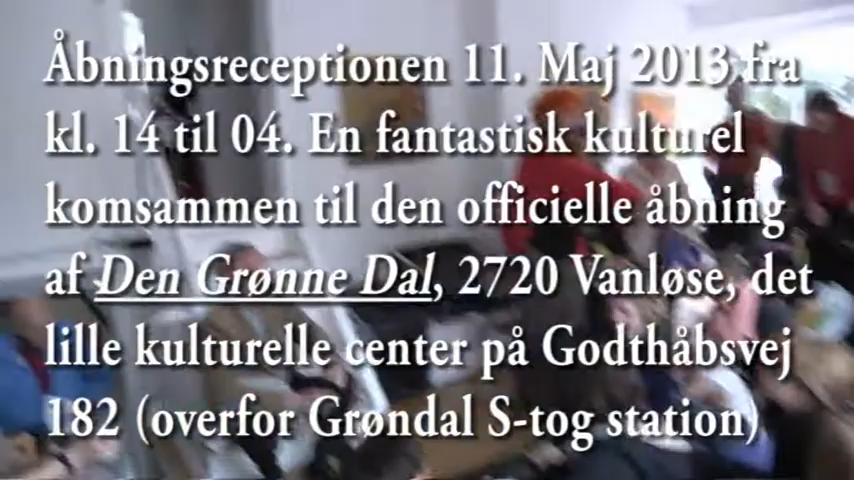 Åbningsreceptionen 11. Maj 2013 fra
kl. 14 til 04. En fantastisk kulturel
komsammen til den officielle åbning
af Den Grønne Dal, 2720 Vanløse, det
lille kulturelle center på Godthåbsvej
182 (overfor Grøndal S-tog station)